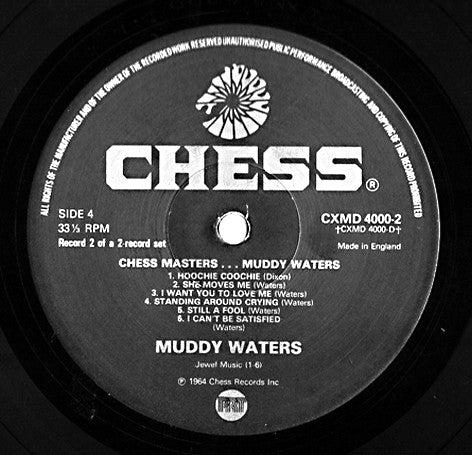 ALL RIGHTS OF THE MANUFACTURER AND OF THE OWNER OF THE RECORDED WORK RESERVED UNAUTHORISED PUBLIC PERFORMANCE BROADCASTING AND COPYING OF THIS RECORD PROHIBITED
CHESS®
SIDE 4
33⅓ RPM
Record 2 of a 2-record set
CXMD 4000-2
†CXMD 4000-D†
Made in England
CHESS MASTERS . . . MUDDY WATERS
1. HOOCHIE COOCHIE (Dixon)
2. SHE MOVES ME (Waters)
3. I WANT YOU TO LOVE ME (Waters)
4. STANDING AROUND CRYING (Waters)
5. STILL A FOOL (Waters)
6. I CAN'T BE SATISFIED
(Waters)
MUDDY WATERS
Jewel Music (1-6)
℗ 1964 Chess Records Inc
PRT